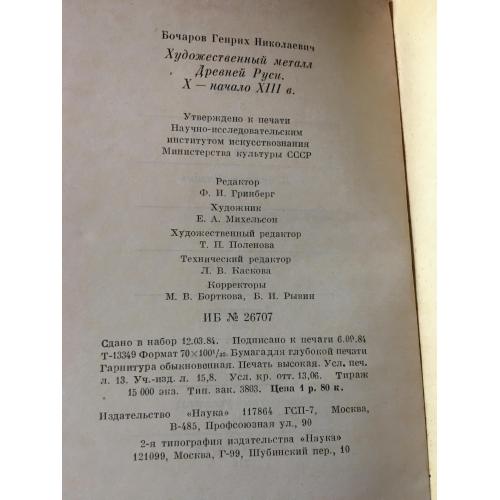 Бочаров Генрих Николаевич
Художественный металл
Древней Руси.
X — начало XIII в.
Утверждено к печати
Научно-исследовательским
институтом искусствознания
Министерства культуры СССР
Редактор
Ф. И. Гринберг
Художник
Е. А. Михельсон
Художественный редактор
Т. П. Поленова
Технический редактор
Л. В. Каскова
Корректоры
М. В. Борткова, Б. И. Рывин
ИБ № 26707
Сдано в набор 12.03.84. Подписано к печати 6.09.84
Т-13349 Формат 70×100¹/₃₂. Бумага для глубокой печати
Гарнитура обыкновенная. Печать высокая. Усл. печ.
л. 13. Уч.-изд. л. 15,8. Усл. кр. отт. 13,06. Тираж
15 000 экз. Тип. зак. 3803. Цена 1 р. 80 к.
Издательство «Наука» 117864 ГСП-7, Москва,
В-485, Профсоюзная ул., 90
2-я типография издательства «Наука»
121099, Москва, Г-99, Шубинский пер., 10